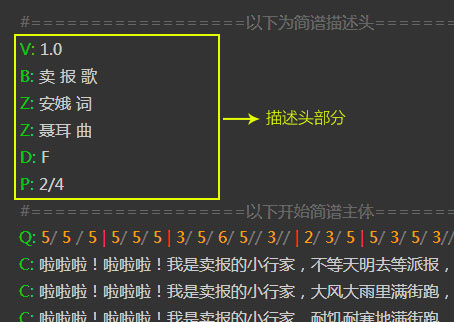 #==================以下为简谱描述头========
V: 1.0
B: 卖 报 歌
Z: 安娥 词
Z: 聂耳 曲
D: F
P: 2/4
描述头部分
#==================以下开始简谱主体========
Q: 5/ 5 / 5 | 5/ 5/ 5 | 3/ 5/ 6/ 5// 3// | 2/ 3/ 5 | 5/ 3/ 5/ 3//
C: 啦啦啦！啦啦啦！我是卖报的小行家，不等天明去等派报，
C: 啦啦啦！啦啦啦！我是卖报的小行家，大风大雨里满街跑，
C: 啦啦啦！啦啦啦！我是卖报的小行家，耐饥耐寒地满街跑，